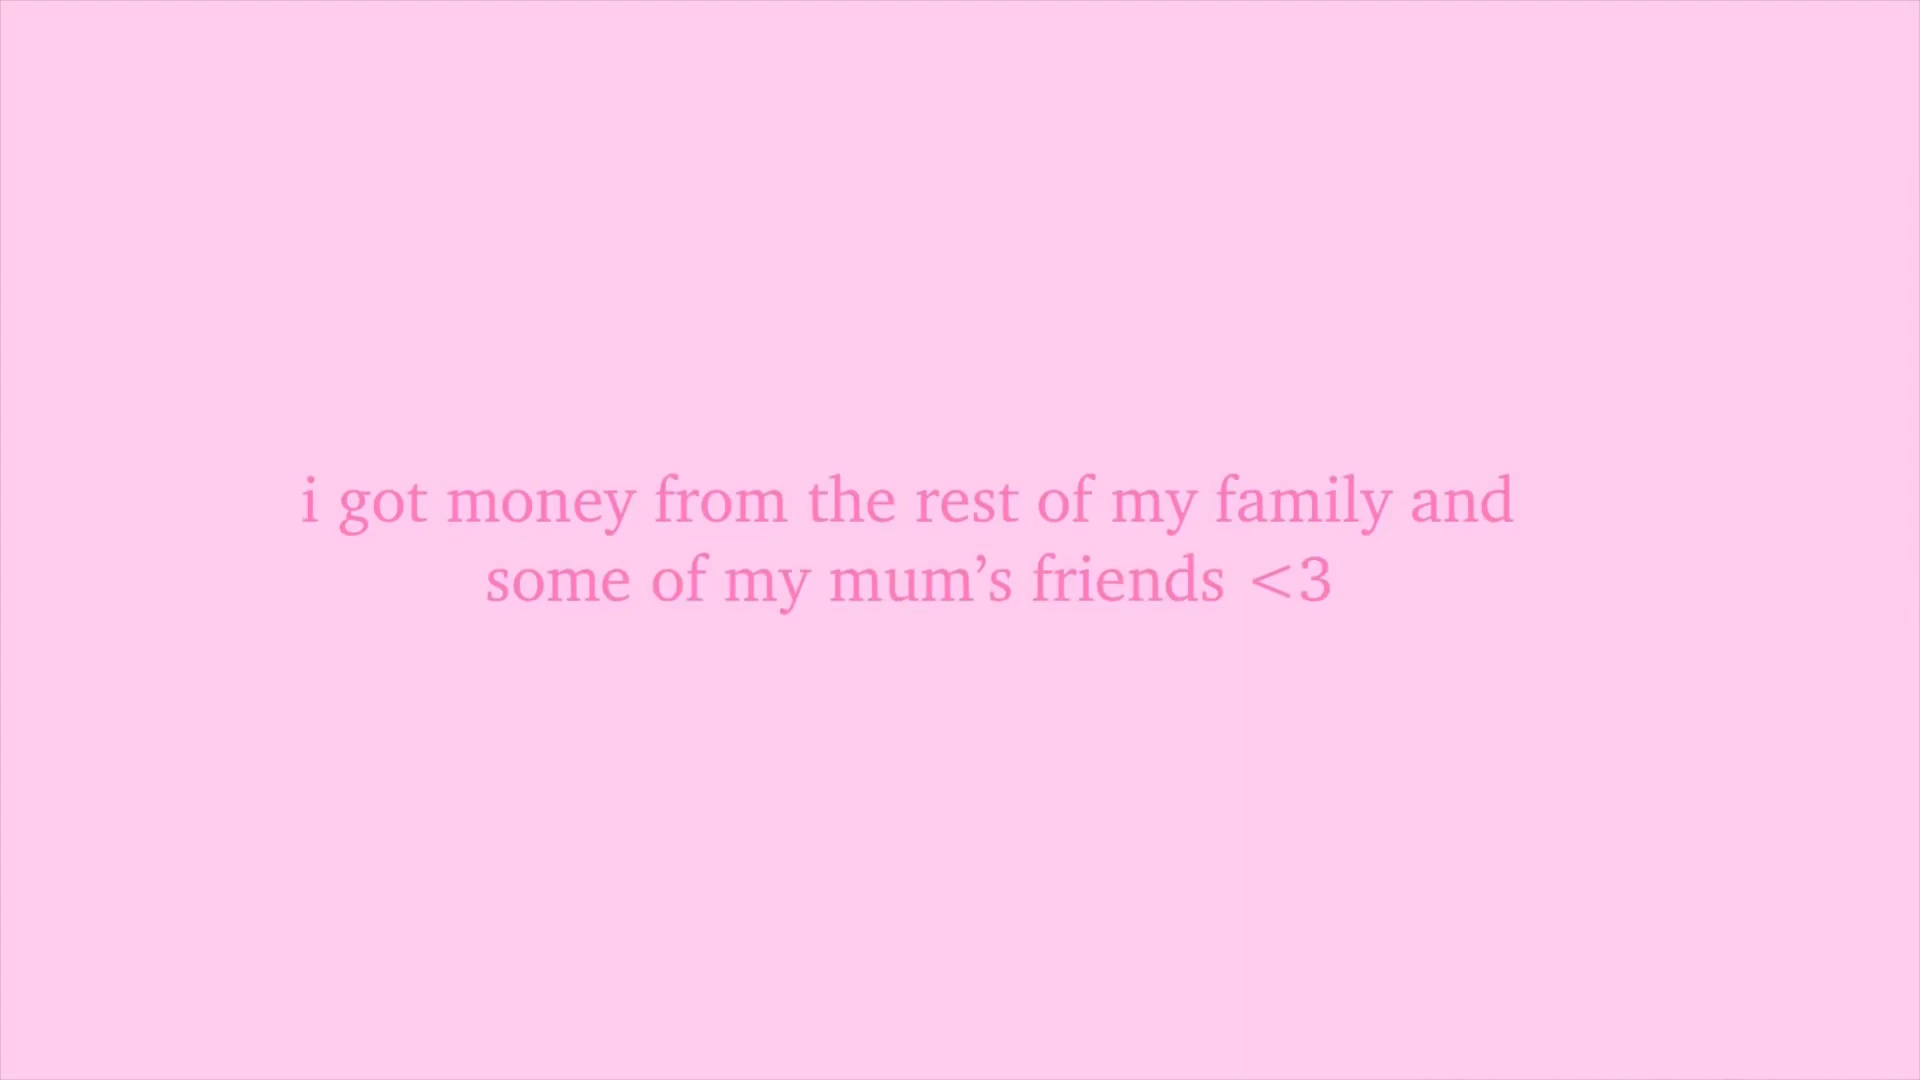 i got money from the rest of my family and
some of my mum’s friends <3